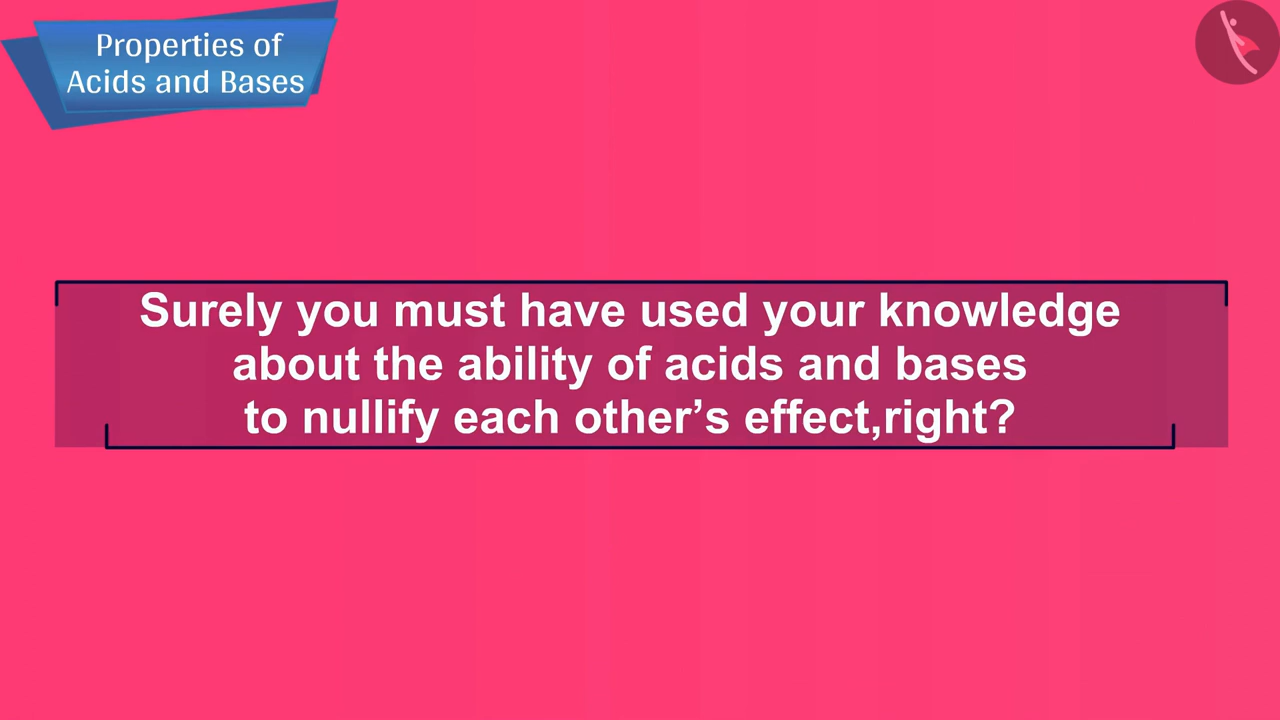 Properties of
Acids and Bases
Surely you must have used your knowledge
about the ability of acids and bases
to nullify each other’s effect,right?